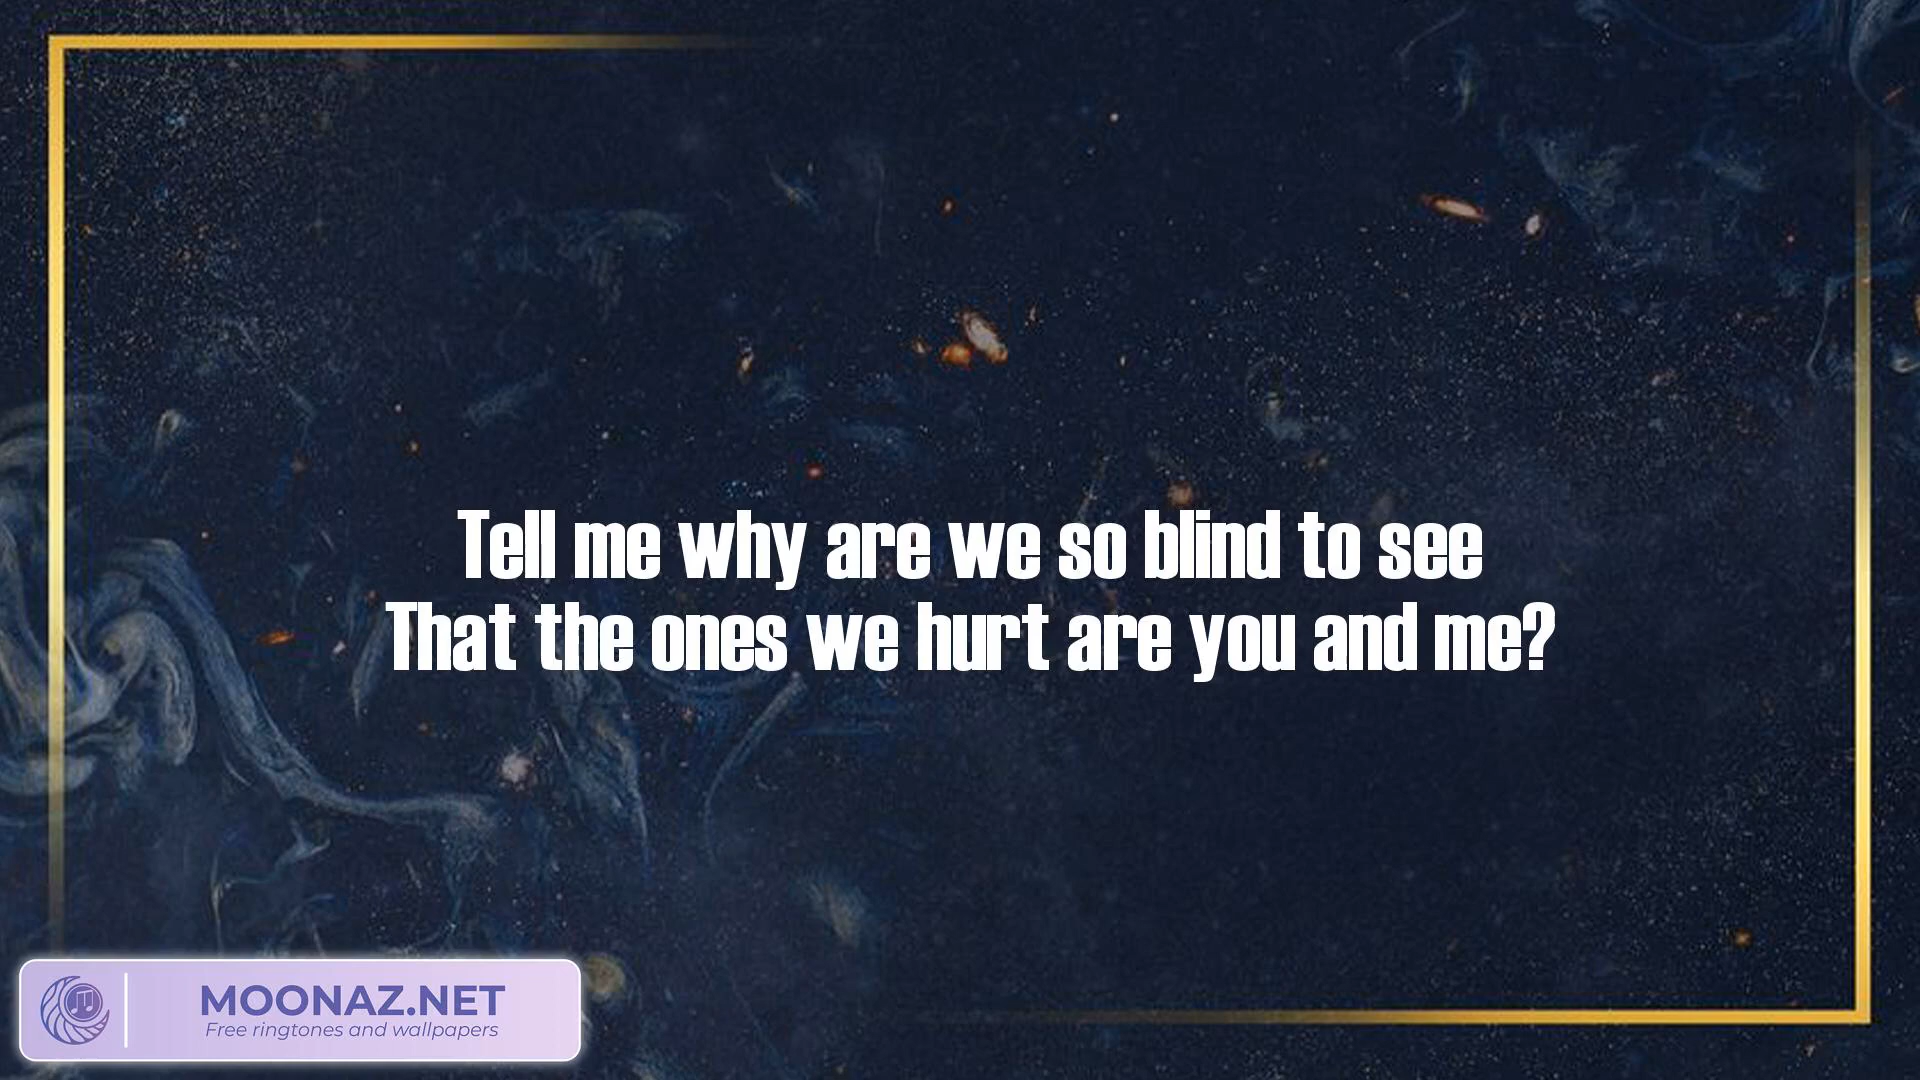 Tell me why are we so blind to see
That the ones we hurt are you and me?
MOONAZ.NET
Free ringtones and wallpapers